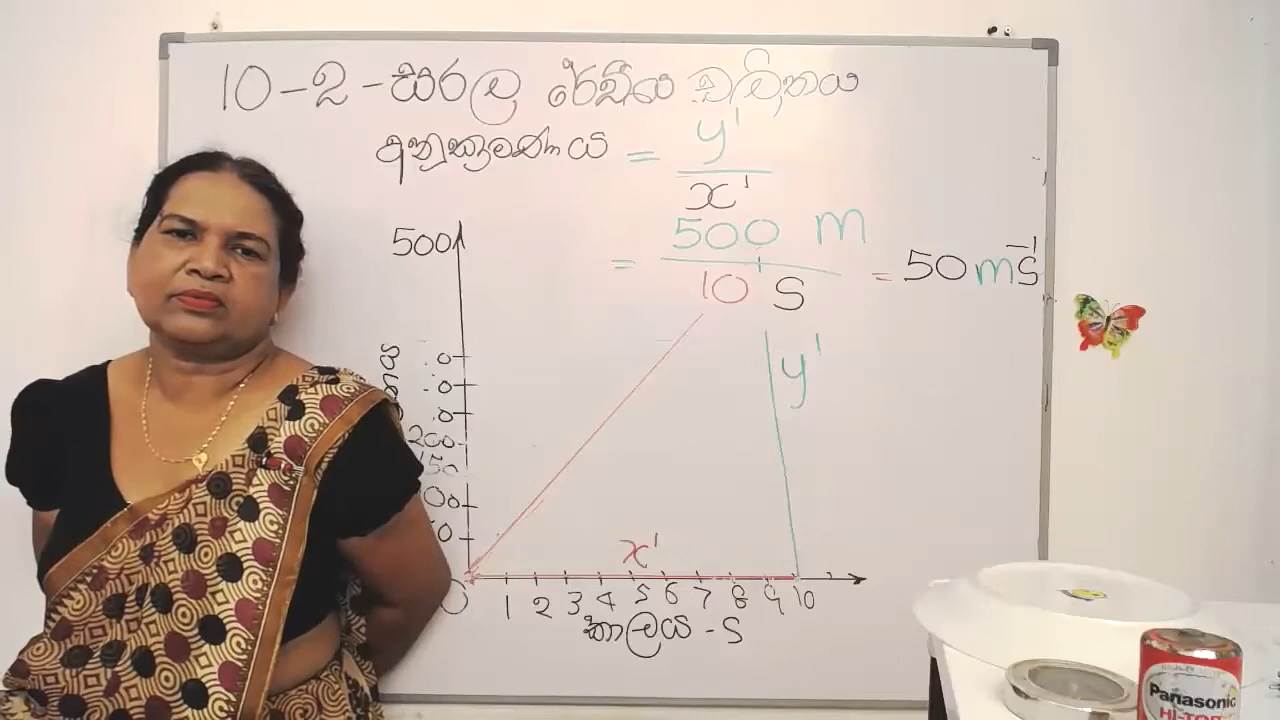 10-2-සරල රේඛීය චලිතය
අනුක්‍රමණය = y'
x'
= 500 m
10 s
= 50 ms⁻¹
500
200
150
y'
x'
0 1 2 3 4 5 6 7 8 9 10
කාලය - s
Panasonic